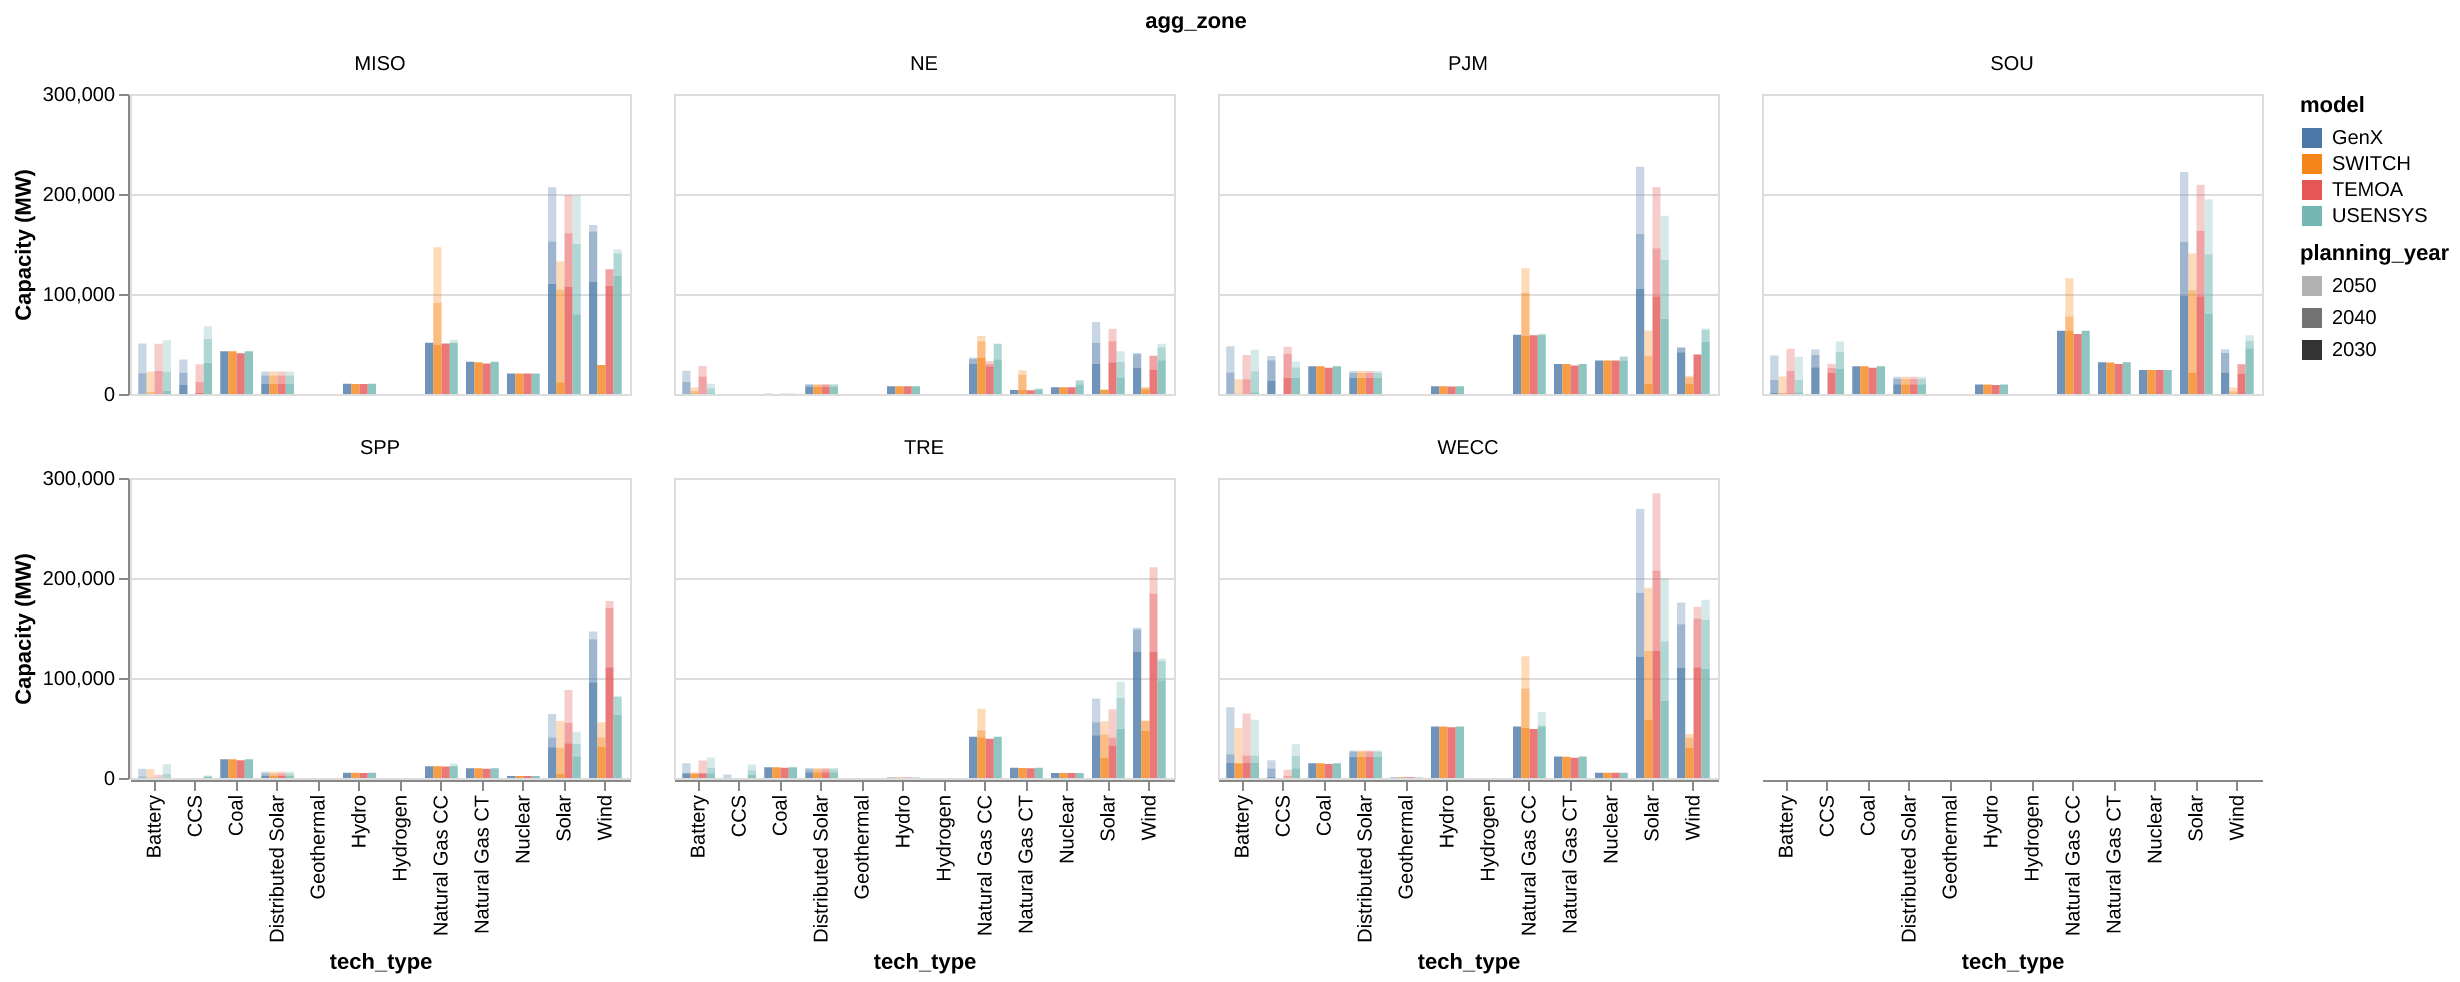 agg_zone
MISO
NE
PJM
SOU
Capacity (MW)
300,000
200,000
100,000
0
model
GenX
SWITCH
TEMOA
USENSYS
planning_year
2050
2040
2030
SPP
TRE
WECC
Capacity (MW)
300,000
200,000
100,000
0
Battery
CCS
Coal
Distributed Solar
Geothermal
Hydro
Hydrogen
Natural Gas CC
Natural Gas CT
Nuclear
Solar
Wind
tech_type
Battery
CCS
Coal
Distributed Solar
Geothermal
Hydro
Hydrogen
Natural Gas CC
Natural Gas CT
Nuclear
Solar
Wind
tech_type
Battery
CCS
Coal
Distributed Solar
Geothermal
Hydro
Hydrogen
Natural Gas CC
Natural Gas CT
Nuclear
Solar
Wind
tech_type
Battery
CCS
Coal
Distributed Solar
Geothermal
Hydro
Hydrogen
Natural Gas CC
Natural Gas CT
Nuclear
Solar
Wind
tech_type